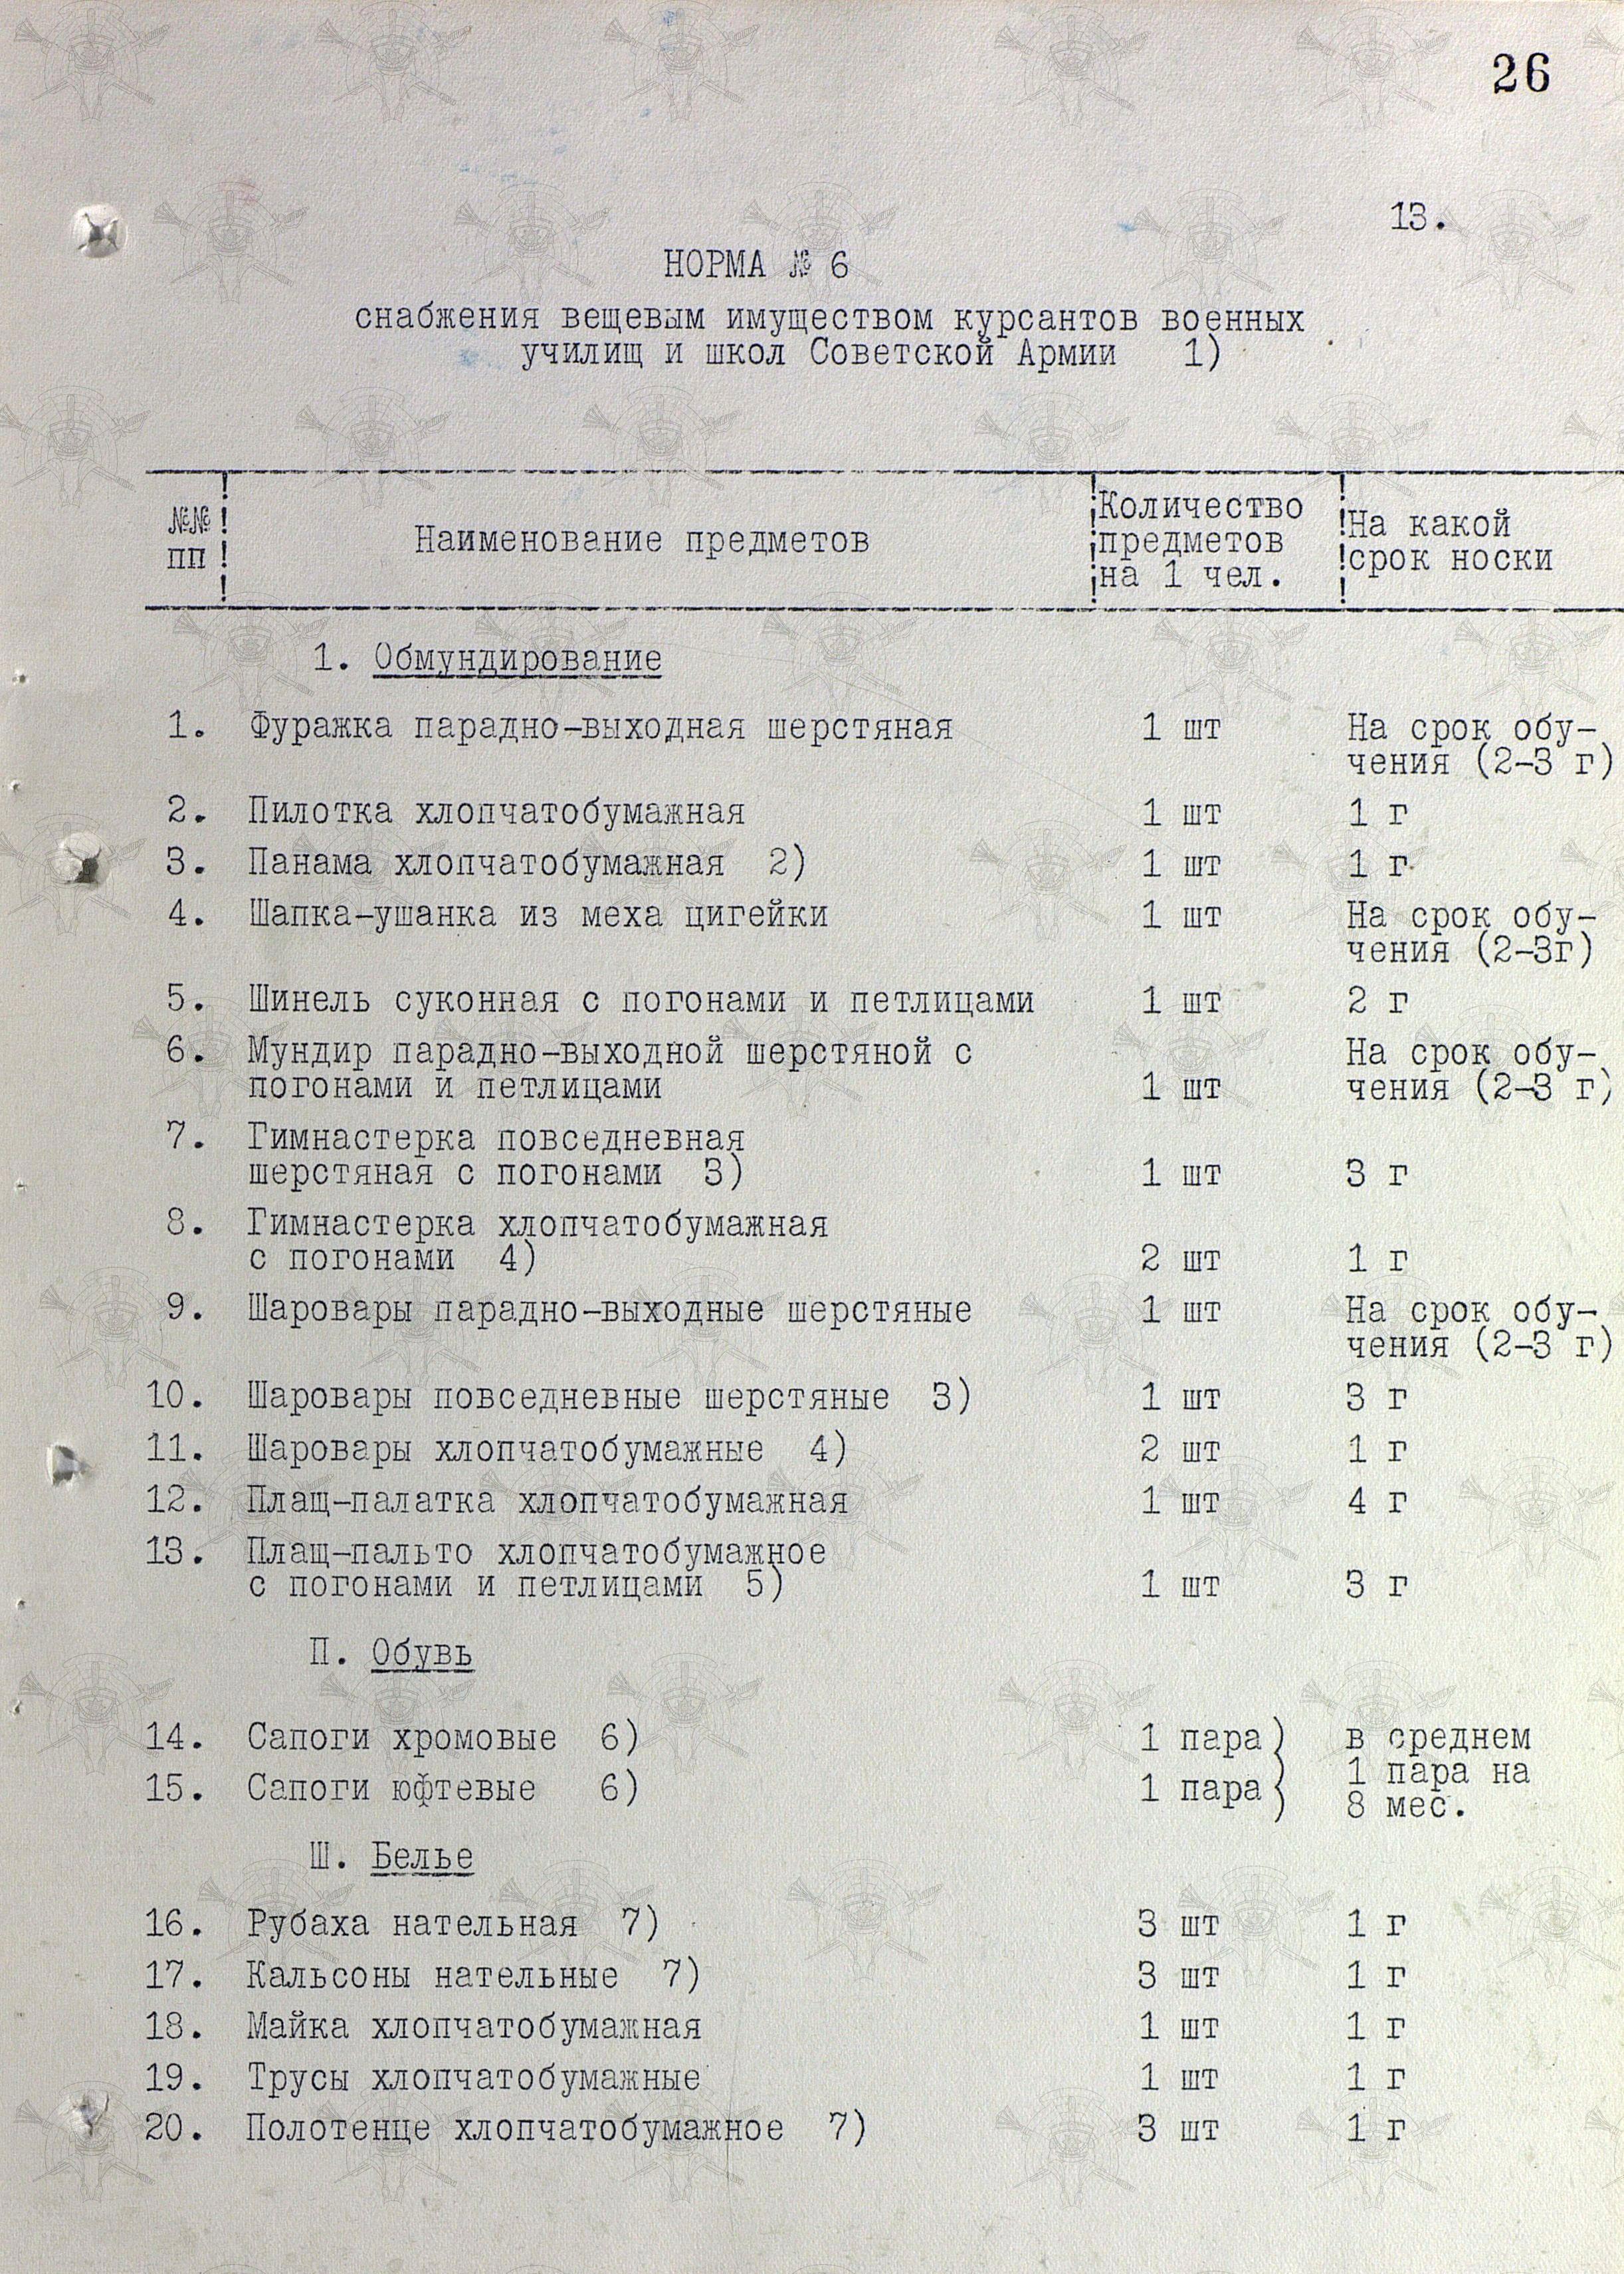 26
13.
НОРМА № 6
снабжения вещевым имуществом курсантов военных
училищ и школ Советской Армии 1)
№№ пп
Наименование предметов
Количество предметов на 1 чел.
На какой срок носки
1. Обмундирование
1. Фуражка парадно-выходная шерстяная 1 шт На срок обу-
чения (2-3 г)
2. Пилотка хлопчатобумажная 1 шт 1 г
3. Панама хлопчатобумажная 2) 1 шт 1 г
4. Шапка-ушанка из меха цигейки 1 шт На срок обу-
чения (2-3г)
5. Шинель суконная с погонами и петлицами 1 шт 2 г
6. Мундир парадно-выходной шерстяной с На срок обу-
погонами и петлицами 1 шт чения (2-3 г)
7. Гимнастерка повседневная
шерстяная с погонами 3) 1 шт 3 г
8. Гимнастерка хлопчатобумажная
с погонами 4) 2 шт 1 г
9. Шаровары парадно-выходные шерстяные 1 шт На срок обу-
чения (2-3 г)
10. Шаровары повседневные шерстяные 3) 1 шт 3 г
11. Шаровары хлопчатобумажные 4) 2 шт 1 г
12. Плащ-палатка хлопчатобумажная 1 шт 4 г
13. Плащ-пальто хлопчатобумажное
с погонами и петлицами 5) 1 шт 3 г
П. Обувь
14. Сапоги хромовые 6) 1 пара) в среднем
1 пара на
15. Сапоги юфтевые 6) 1 пара) 8 мес.
Ш. Белье
16. Рубаха нательная 7) 3 шт 1 г
17. Кальсоны нательные 7) 3 шт 1 г
18. Майка хлопчатобумажная 1 шт 1 г
19. Трусы хлопчатобумажные 1 шт 1 г
20. Полотенце хлопчатобумажное 7) 3 шт 1 г